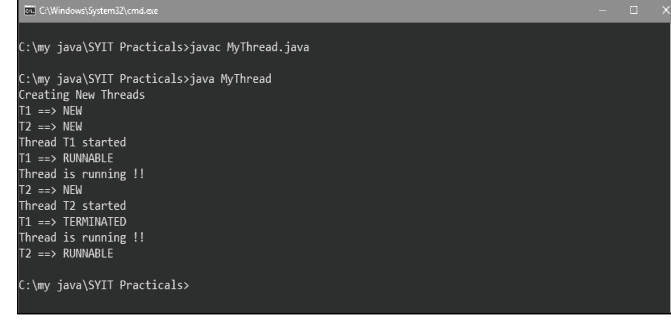 C:\Windows\System32\cmd.exe
C:\my java\SYIT Practicals>javac MyThread.java
C:\my java\SYIT Practicals>java MyThread
Creating New Threads
T1 ==> NEW
T2 ==> NEW
Thread T1 started
T1 ==> RUNNABLE
Thread is running !!
T2 ==> NEW
Thread T2 started
T1 ==> TERMINATED
Thread is running !!
T2 ==> RUNNABLE
C:\my java\SYIT Practicals>